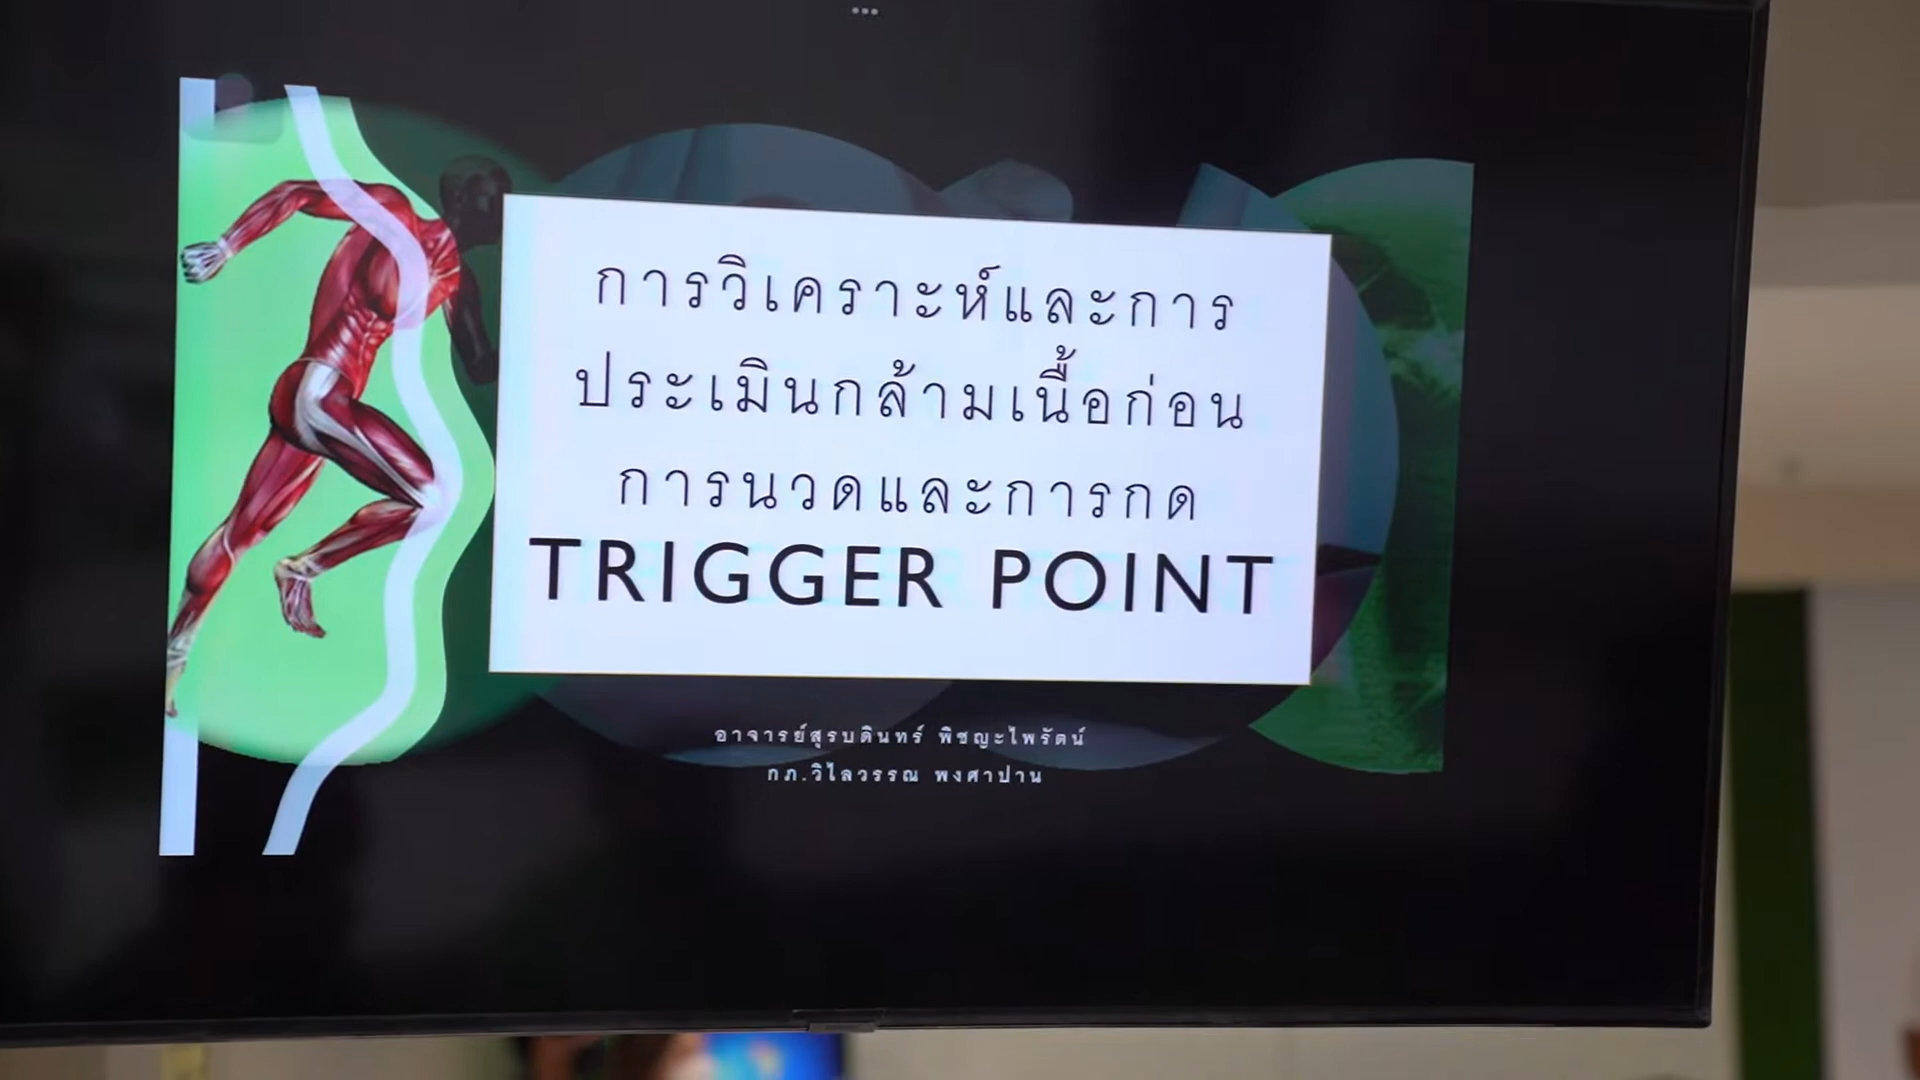 การวิเคราะห์และการ
ประเมินกล้ามเนื้อก่อน
การนวดและการกด
TRIGGER POINT
อาจารย์สุรบดินทร์ พิชญะไพรัตน์
กภ.วิไลวรรณ พงศาปาน